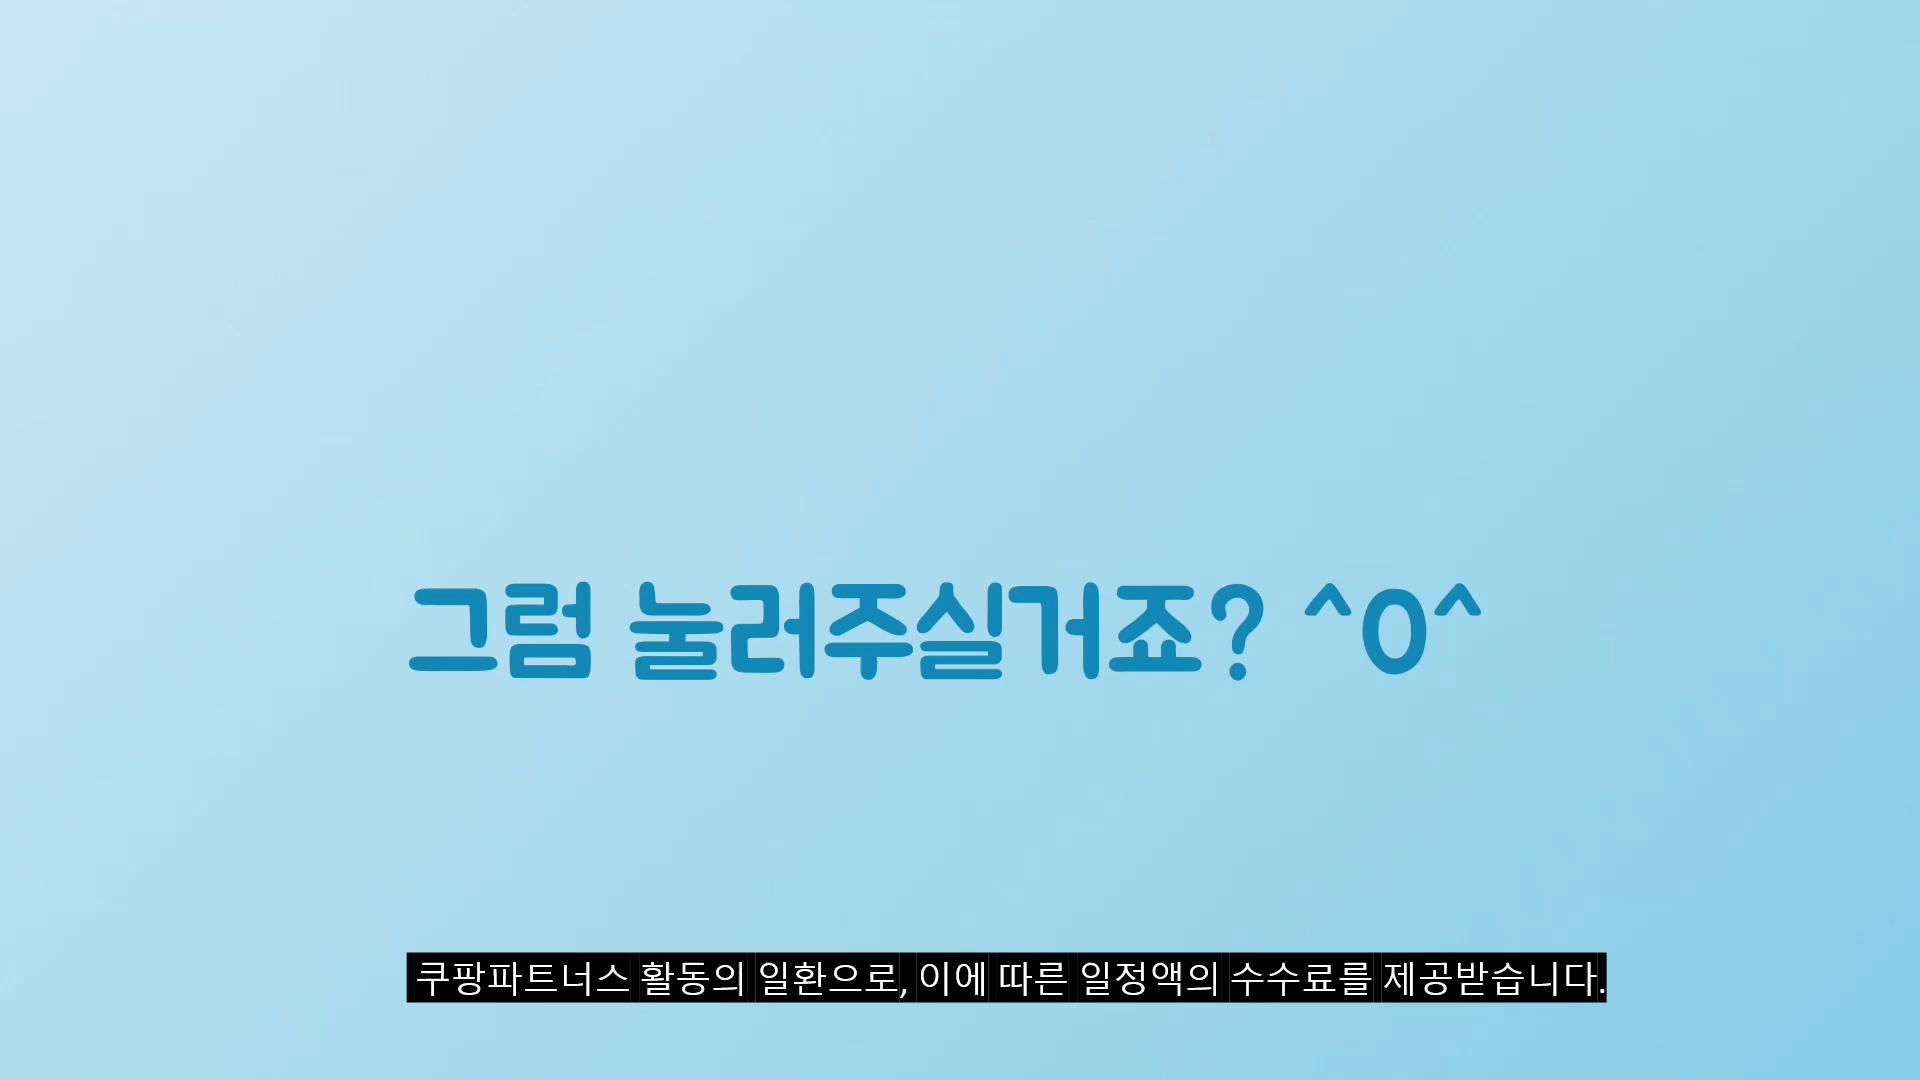 그럼 눌러주실거죠? ^0^
쿠팡파트너스 활동의 일환으로, 이에 따른 일정액의 수수료를 제공받습니다.